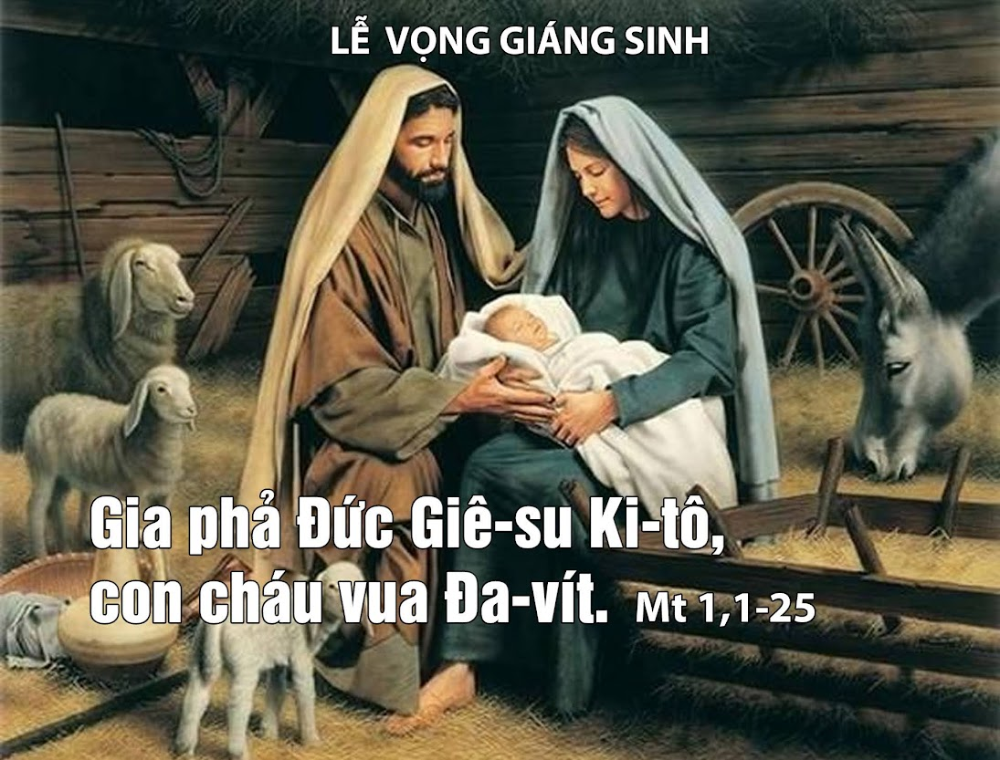 LỄ VỌNG GIÁNG SINH
Gia phả Đức Giê-su Ki-tô,
con cháu vua Đa-vít. Mt 1,1-25